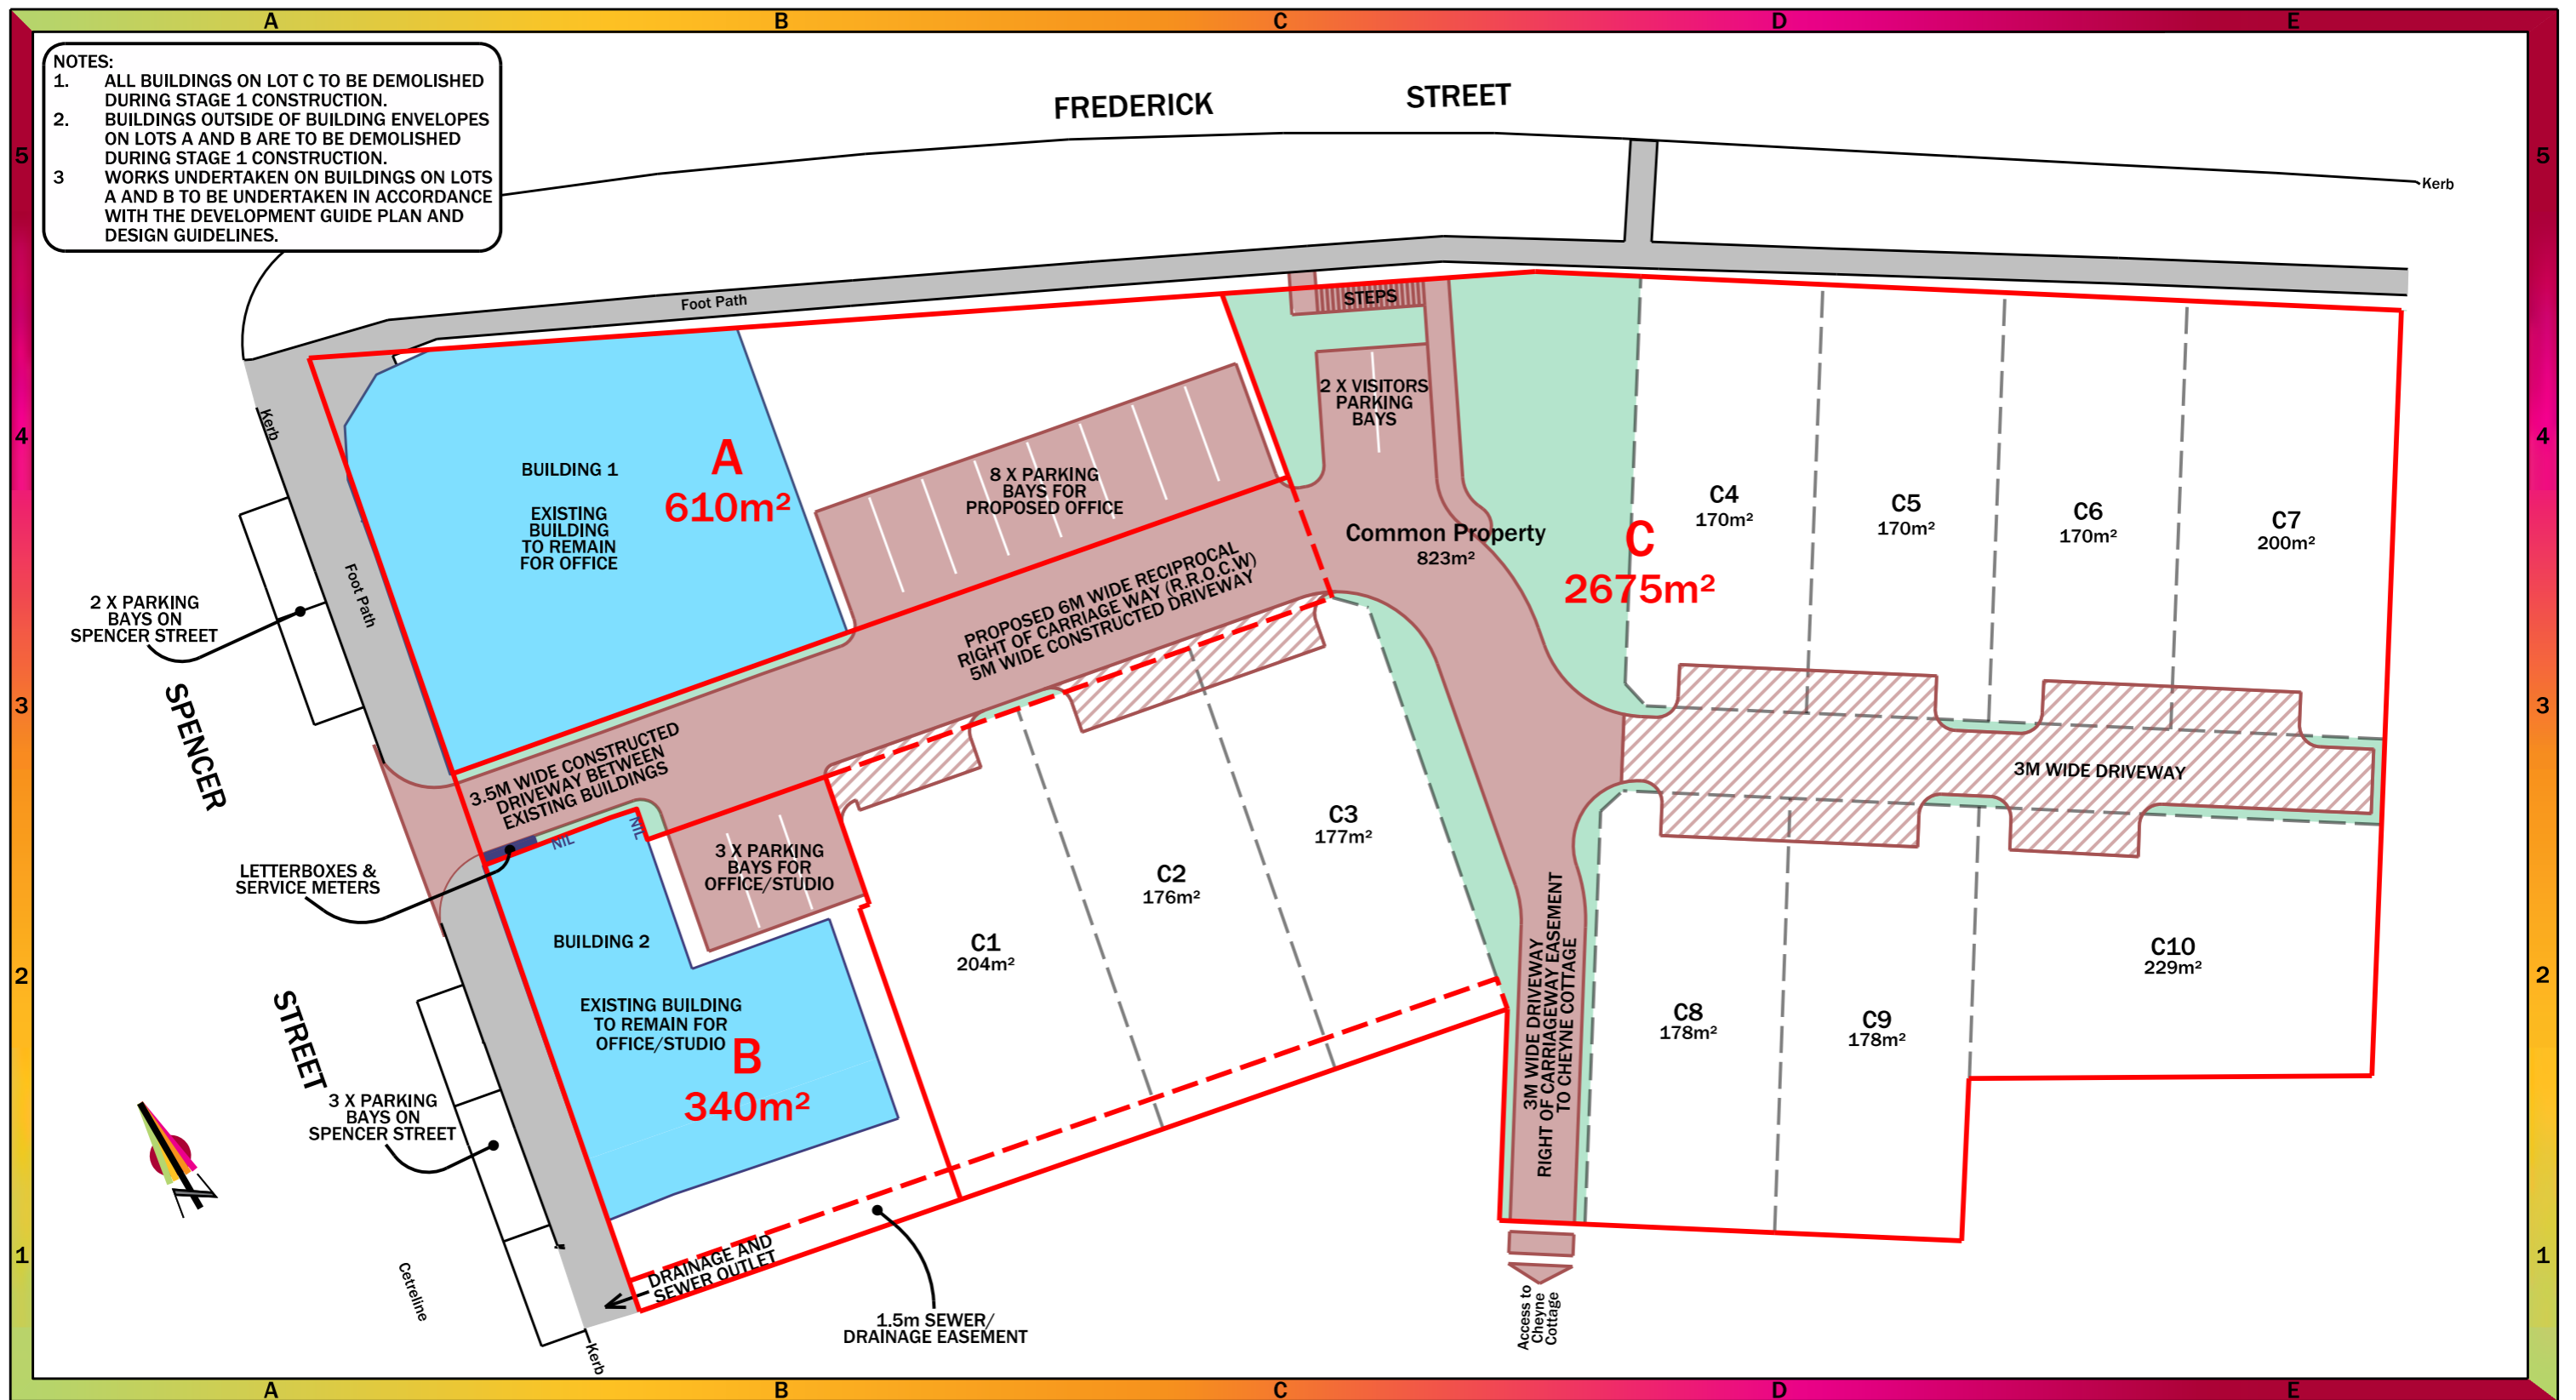 A B C D E
NOTES:
1. ALL BUILDINGS ON LOT C TO BE DEMOLISHED
DURING STAGE 1 CONSTRUCTION.
2. BUILDINGS OUTSIDE OF BUILDING ENVELOPES
ON LOTS A AND B ARE TO BE DEMOLISHED
DURING STAGE 1 CONSTRUCTION.
3 WORKS UNDERTAKEN ON BUILDINGS ON LOTS
A AND B TO BE UNDERTAKEN IN ACCORDANCE
WITH THE DEVELOPMENT GUIDE PLAN AND
DESIGN GUIDELINES.
FREDERICK STREET
5 5
Kerb
Foot Path
STEPS
2 X VISITORS
PARKING
BAYS
Kerb
4 4
A
610m²
BUILDING 1
EXISTING
BUILDING
TO REMAIN
FOR OFFICE
8 X PARKING
BAYS FOR
PROPOSED OFFICE
Common Property
823m²
C
2675m²
C4
170m²
C5
170m²
C6
170m²
C7
200m²
Foot Path
2 X PARKING
BAYS ON
SPENCER STREET
PROPOSED 6M WIDE RECIPROCAL
RIGHT OF CARRIAGE WAY (R.R.O.C.W)
5M WIDE CONSTRUCTED DRIVEWAY
3 3
SPENCER
STREET
3.5M WIDE CONSTRUCTED
DRIVEWAY BETWEEN
EXISTING BUILDINGS
3M WIDE DRIVEWAY
NIL
NIL
LETTERBOXES &
SERVICE METERS
3 X PARKING
BAYS FOR
OFFICE/STUDIO
C3
177m²
C2
176m²
C1
204m²
BUILDING 2
EXISTING BUILDING
TO REMAIN FOR
OFFICE/STUDIO
B
340m²
2 2
C10
229m²
C8
178m²
C9
178m²
3M WIDE DRIVEWAY
RIGHT OF CARRIAGEWAY EASEMENT
TO CHEYNE COTTAGE
3 X PARKING
BAYS ON
SPENCER STREET
N
1 1
Cetreline
DRAINAGE AND
SEWER OUTLET
1.5m SEWER/
DRAINAGE EASEMENT
Access to
Cheyne
Cottage
Kerb
A B C D E